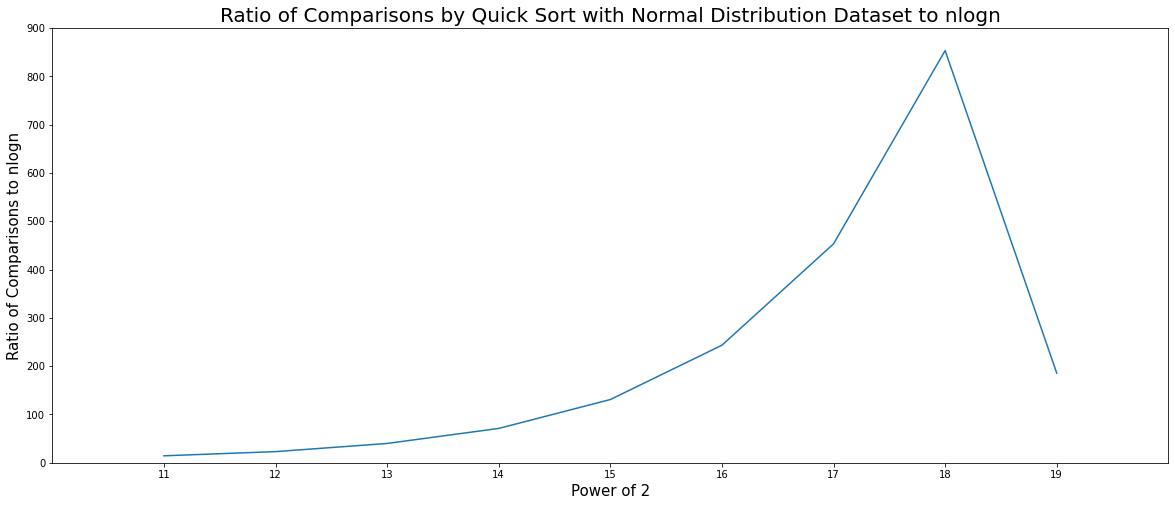 Ratio of Comparisons by Quick Sort with Normal Distribution Dataset to nlogn
900
800
700
600
500
400
300
200
100
0
Ratio of Comparisons to nlogn
11 12 13 14 15 16 17 18 19
Power of 2